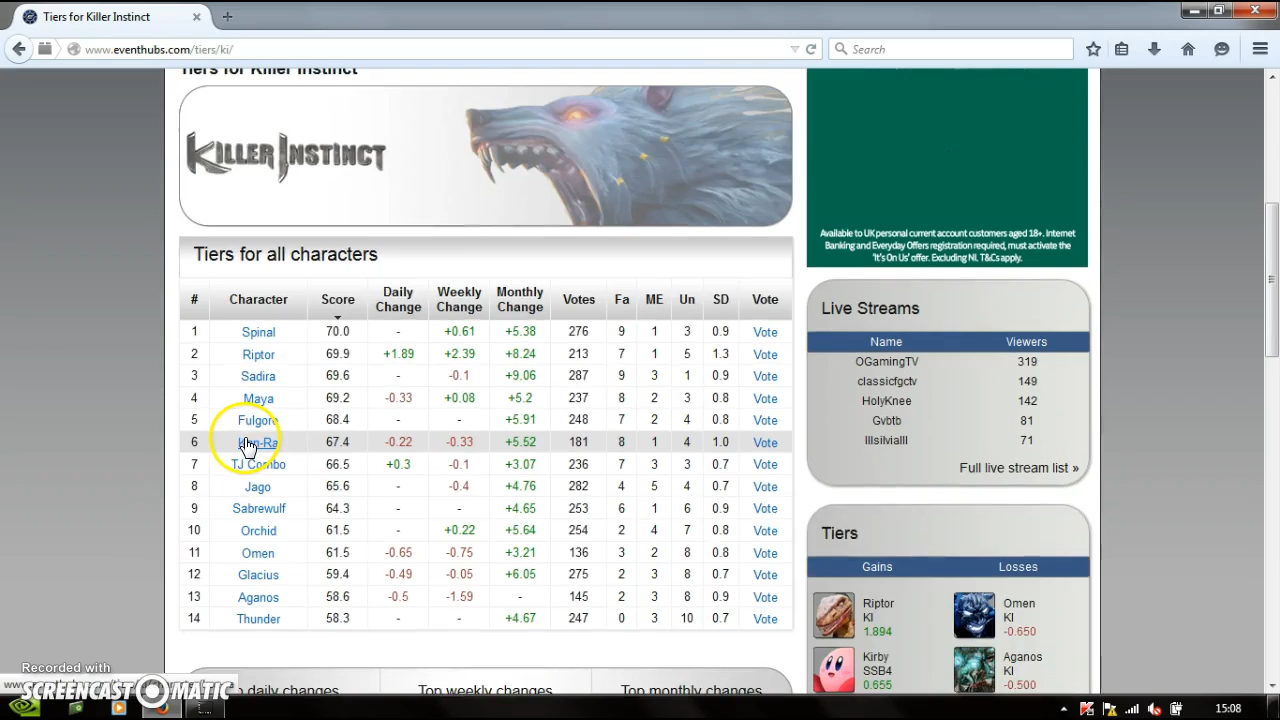 Tiers for Killer Instinct
www.eventhubs.com/tiers/ki/
Search
Tiers for Killer Instinct
KILLER INSTINCT
Available to UK personal current account customers aged 18+. Internet
Banking and Everyday Offers registration required, must activate the
'It's On Us' offer. Excluding NI. T&Cs apply.
Tiers for all characters
# Character Score Daily Change Weekly Change Monthly Change Votes Fa ME Un SD Vote
1 Spinal 70.0 - +0.61 +5.38 276 9 1 3 0.9 Vote
2 Riptor 69.9 +1.89 +2.39 +8.24 213 7 1 5 1.3 Vote
3 Sadira 69.6 - -0.1 +9.06 287 9 3 1 0.9 Vote
4 Maya 69.2 -0.33 +0.08 +5.2 237 8 2 3 0.8 Vote
5 Fulgore 68.4 - - +5.91 248 7 2 4 0.8 Vote
6 Kan-Ra 67.4 -0.22 -0.33 +5.52 181 8 1 4 1.0 Vote
7 TJ Combo 66.5 +0.3 -0.1 +3.07 236 7 3 3 0.7 Vote
8 Jago 65.6 - -0.4 +4.76 282 4 5 4 0.7 Vote
9 Sabrewulf 64.3 - - +4.65 253 6 1 6 0.9 Vote
10 Orchid 61.5 - +0.22 +5.64 254 2 4 7 0.8 Vote
11 Omen 61.5 -0.65 -0.75 +3.21 136 3 2 8 0.8 Vote
12 Glacius 59.4 -0.49 -0.05 +6.05 275 2 3 8 0.7 Vote
13 Aganos 58.6 -0.5 -1.59 - 145 2 3 8 0.9 Vote
14 Thunder 58.3 - - +4.67 247 0 3 10 0.7 Vote
Live Streams
Name Viewers
OGamingTV 319
classicfgctv 149
HolyKnee 142
Gvbtb 81
Illsivialll 71
Full live stream list »
Tiers
Gains Losses
Riptor
KI
1.894
Omen
KI
-0.650
Kirby
SSB4
0.655
Aganos
KI
-0.500
daily changes Top weekly changes Top monthly changes
Recorded with
SCREENCAST-O-MATIC
15:08